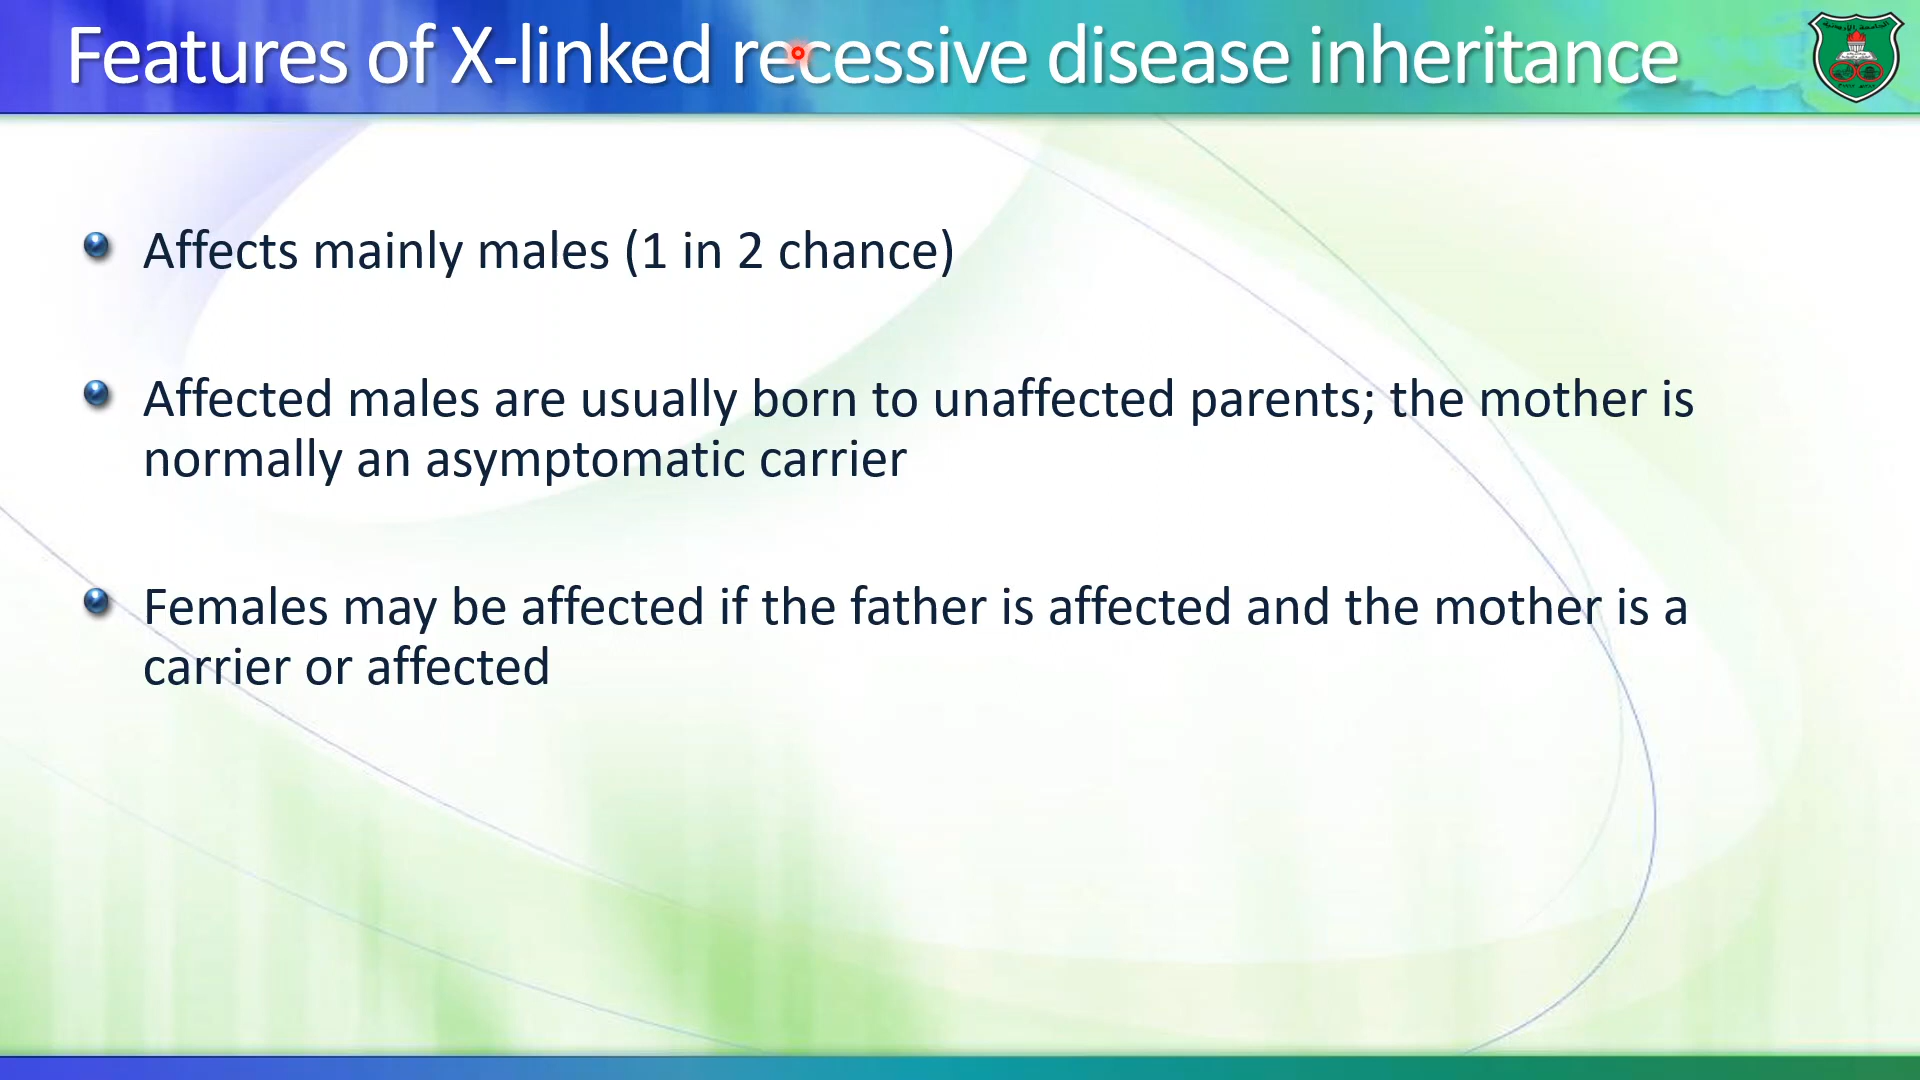 Features of X-linked recessive disease inheritance
Affects mainly males (1 in 2 chance)
Affected males are usually born to unaffected parents; the mother is
normally an asymptomatic carrier
Females may be affected if the father is affected and the mother is a
carrier or affected